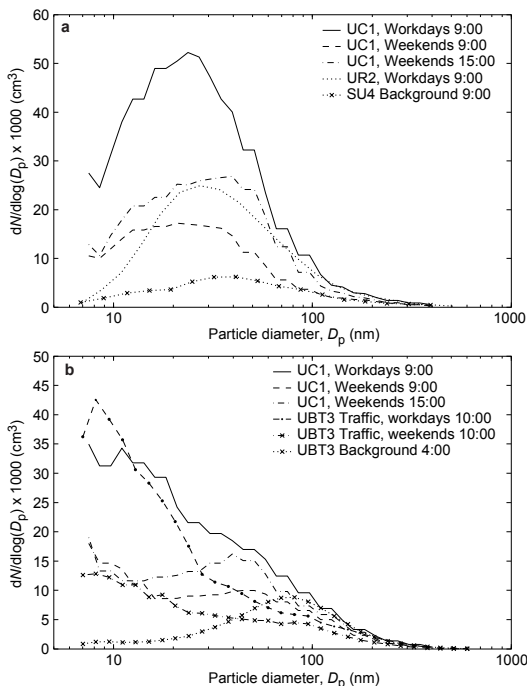 a
UC1, Workdays 9:00
UC1, Weekends 9:00
UC1, Weekends 15:00
UR2, Workdays 9:00
SU4 Background 9:00
60
50
40
30
20
10
0
dN/dlog(Dp) x 1000 (cm3)
10
100
1000
Particle diameter, Dp (nm)
b
UC1, Workdays 9:00
UC1, Weekends 9:00
UC1, Weekends 15:00
UBT3 Traffic, workdays 10:00
UBT3 Traffic, weekends 10:00
UBT3 Background 4:00
50
45
40
35
30
25
20
15
10
5
0
dN/dlog(Dp) x 1000 (cm3)
10
100
1000
Particle diameter, Dp (nm)